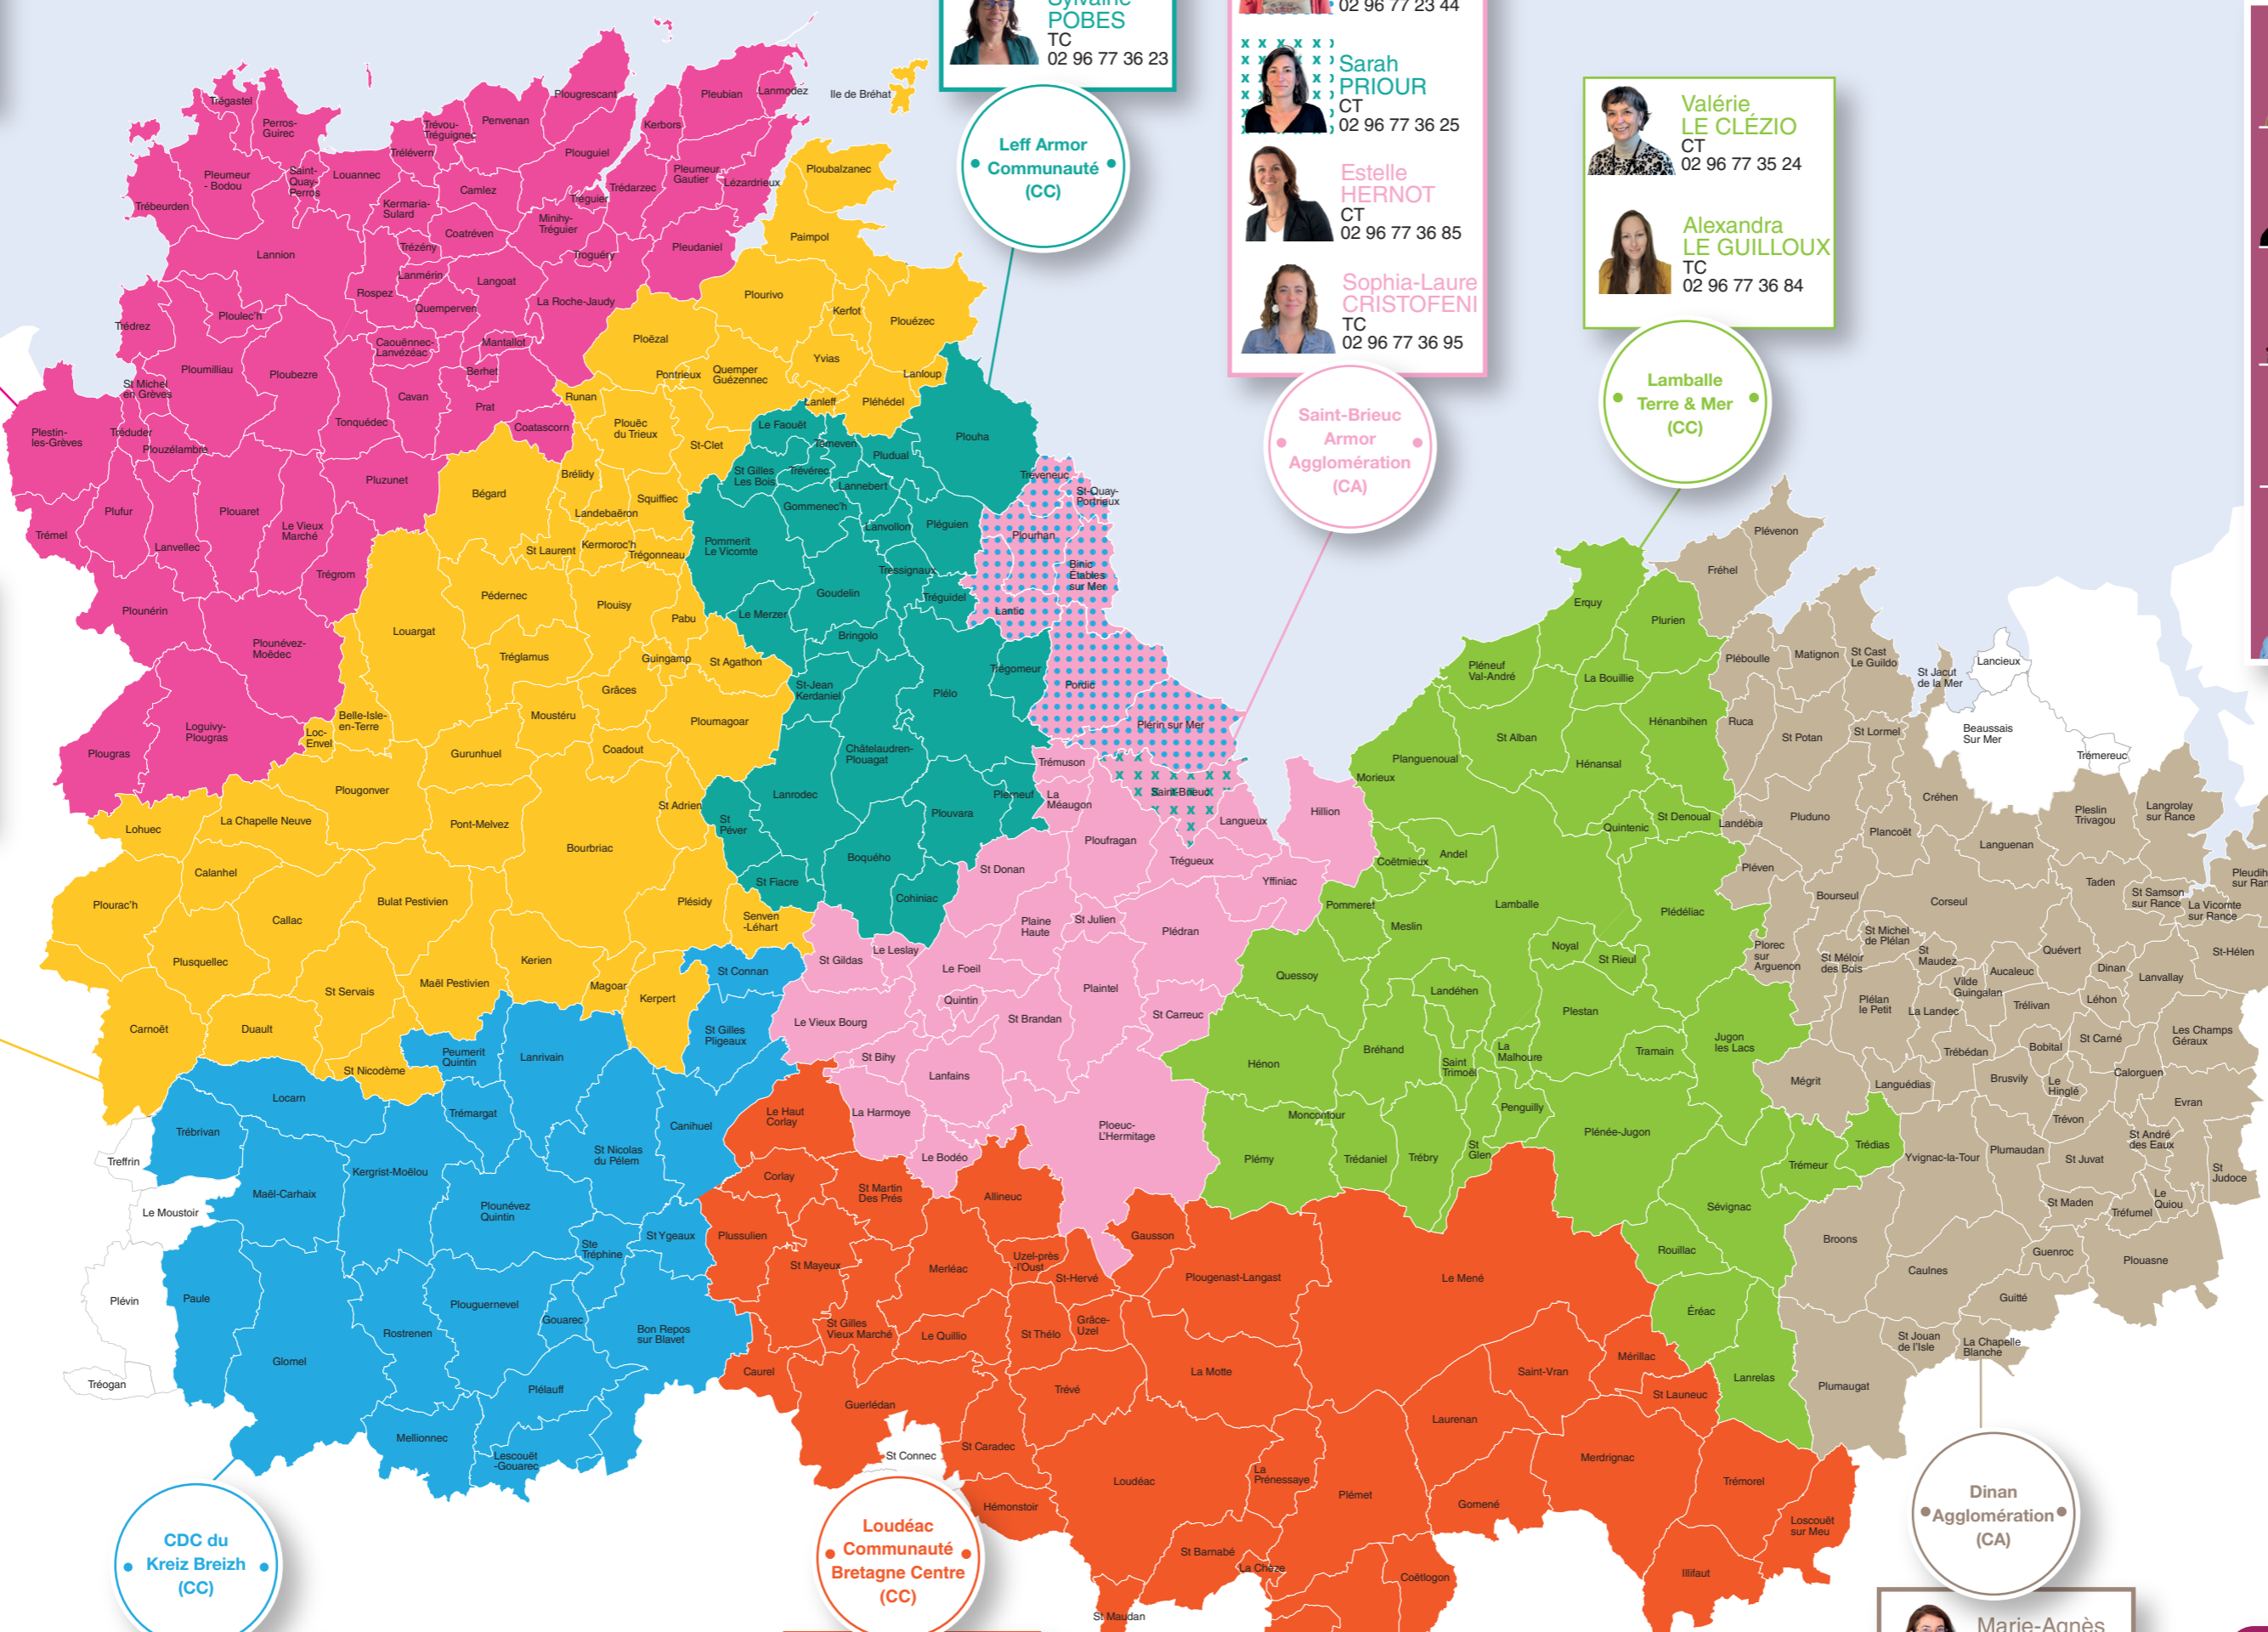 Sylvaine
POBES
TC
02 96 77 36 23
Leff Armor
Communauté
(CC)
02 96 77 23 44
Sarah
PRIOUR
CT
02 96 77 36 25
Estelle
HERNOT
CT
02 96 77 36 85
Sophia-Laure
CRISTOFENI
TC
02 96 77 36 95
Saint-Brieuc
Armor
Agglomération
(CA)
Valérie
LE CLÉZIO
CT
02 96 77 35 24
Alexandra
LE GUILLOUX
TC
02 96 77 36 84
Lamballe
Terre & Mer
(CC)
Trégastel
Perros-
Guirec
Trévou-
Tréguignec
Penvenan
Plougrescant
Pleubian
Lanmodez
Ile de Bréhat
Kerbors
Trélévern
Plouguiel
Pleumeur
- Bodou
Saint-
Quay-
Perros
Louannec
Camlez
Tréguier
Trédarzec
Pleumeur
Gautier
Lézardrieux
Ploubalzanec
Trébeurden
Kermaria-
Sulard
Coatréven
Minihy-
Tréguier
Lannion
Trézény
Troguéry
Pleudaniel
Paimpol
Lanmérin
Langoat
Rospez
Quemperven
La Roche-Jaudy
Plourivo
Kerfot
Plouézec
Trédrez
Ploulec'h
Caouënnec-
Lanvézéac
Mantallot
Ploëzal
Yvias
Ploumilliau
Ploubezre
Berhet
Pontrieux
Quemper
Guézennec
Lanloup
St Michel
en Grèves
Cavan
Prat
Runan
Lanleff
Pléhédel
Plestin-
les-Grèves
Tréduder
Plouzélambre
Tonquédec
Coatascorn
Plouëc
du Trieux
St-Clet
Le Faouët
Témeven
Pludual
Plouha
Pluzunet
Bégard
Brélidy
Squiffiec
St Gilles
Les Bois
Trévérec
Lannebert
Tréveneuc
St-Quay-
Portrieux
Plufur
Plouaret
Le Vieux
Marché
Landebaëron
Gommenec'h
Lanvollon
Pléguien
Plourhan
Trémel
Lanvellec
St Laurent
Kermoroc'h
Trégonneau
Pommerit
Le Vicomte
Tressignaux
Binic
Étables
sur Mer
Trégrom
Plounérin
Pédernec
Plouisy
Pabu
Le Merzer
Goudelin
Tréguidel
Lantic
Plounévez-
Moëdec
Louargat
Tréglamus
Guingamp
St Agathon
Bringolo
Trégomeur
Pordic
Grâces
St-Jean
Kerdaniel
Plélo
Plérin sur Mer
Loguivy-
Plougras
Plougras
Loc-
Envel
Belle-Isle-
en-Terre
Moustéru
Ploumagoar
Gurunhuel
Coadout
Châtelaudren-
Plouagat
Trémuson
Plougonver
St Adrien
Lanrodec
Plerneuf
La
Méaugon
Saint-Brieuc
Langueux
Hillion
Lohuec
La Chapelle Neuve
Pont-Melvez
Bourbriac
St
Péver
Plouvara
Ploufragan
Trégueux
Calanhel
Boquého
St Donan
Yffiniac
Plourac'h
Callac
Bulat Pestivien
Plésidy
St Fiacre
Cohiniac
Senven
-Léhart
Plaine
Haute
St Julien
Plédran
Plusquellec
Kerien
St Connan
St Gildas
Le Leslay
Le Foeil
St Servais
Maël Pestivien
Magoar
Kerpert
Quintin
Plaintel
Carnoët
Duault
St Gilles
Pligeaux
Le Vieux Bourg
St Brandan
St Carreuc
St Nicodème
Peumerit
Quintin
Lanrivain
St Bihy
Lanfains
Locarn
Trémargat
Canihuel
Le Haut
Corlay
La Harmoye
Ploeuc-
L'Hermitage
Trébrivan
Treffrin
Kergrist-Moëlou
St Nicolas
du Pélem
Le Bodéo
Le Moustoir
Maël-Carhaix
Plounévez
Quintin
Corlay
St Martin
Des Prés
Allineuc
St Ygeaux
Ste
Tréphine
Plussulien
St Mayeux
Merléac
Uzel-près
-l'Oust
St-Hervé
Gausson
Plougenast-Langast
Le Mené
Plévin
Paule
Plouguernevel
Gouarec
Bon Repos
sur Blavet
St Gilles
Vieux Marché
Le Quillio
St Thélo
Grâce-
Uzel
Rostrenen
Glomel
Tréogan
Plélauff
Caurel
Guerlédan
Trévé
La Motte
Saint-Vran
Mérillac
St Launeuc
Mellionnec
Lescouët
-Gouarec
St Connec
St Caradec
Laurenan
Merdrignac
Loudéac
La
Prénessaye
Hémonstoir
Plémet
Gomené
Trémorel
Loscouët
sur Meu
St Barnabé
La Chèze
Coëtlogon
Illifaut
St Maudan
Plévenon
Fréhel
Erquy
Plurien
Pléneuf
Val-André
La Bouillie
Pléboulle
Matignon
St Cast
Le Guildo
St Jacut
de la Mer
Lancieux
St Alban
Hénanbihen
Ruca
St Potan
St Lormel
Beaussais
Sur Mer
Trémereuc
Planguenoual
Morieux
Hénansal
Quintenic
St Denoual
Landébia
Pluduno
Créhen
Plancoët
Pleslin
Trivagou
Langrolay
sur Rance
Coëtmieux
Andel
Languenan
Pléven
Taden
Pleudih
sur Ran
Pommeret
Lamballe
Plédéliac
Bourseul
Corseul
St Samson
sur Rance
La Vicomte
sur Rance
Meslin
Noyal
St Rieul
Plorec
sur
Arguenon
St Méloir
des Bois
St Michel
de Plélan
St
Maudez
Quévert
Dinan
Lanvallay
St-Hélen
Quessoy
Landéhen
Plestan
Vilde
Guingalan
Aucaleuc
Plélan
le Petit
La Landec
Trélivan
Léhon
Hénon
Bréhand
Saint
Trimoël
La
Malhoure
Tramain
Jugon
les Lacs
Trébédan
Bobital
St Carné
Les Champs
Géraux
Mégrit
Languédias
Brusvily
Le
Hinglé
Calorguen
Evran
Moncontour
Penguilly
Plénée-Jugon
Trédias
Trévon
St André
des Eaux
Plémy
Trédaniel
Trébry
St
Glen
Trémeur
Yvignac-la-Tour
Plumaudan
St Juvat
St
Judoce
Sévignac
St Maden
Tréfumel
Le
Quiou
Rouillac
Broons
Guenroc
Plouasne
Caulnes
Guitté
Éréac
St Jouan
de l'Isle
La Chapelle
Blanche
Lanrelas
Plumaugat
CDC du
Kreiz Breizh
(CC)
Loudéac
Communauté
Bretagne Centre
(CC)
Dinan
Agglomération
(CA)
Marie-Agnès